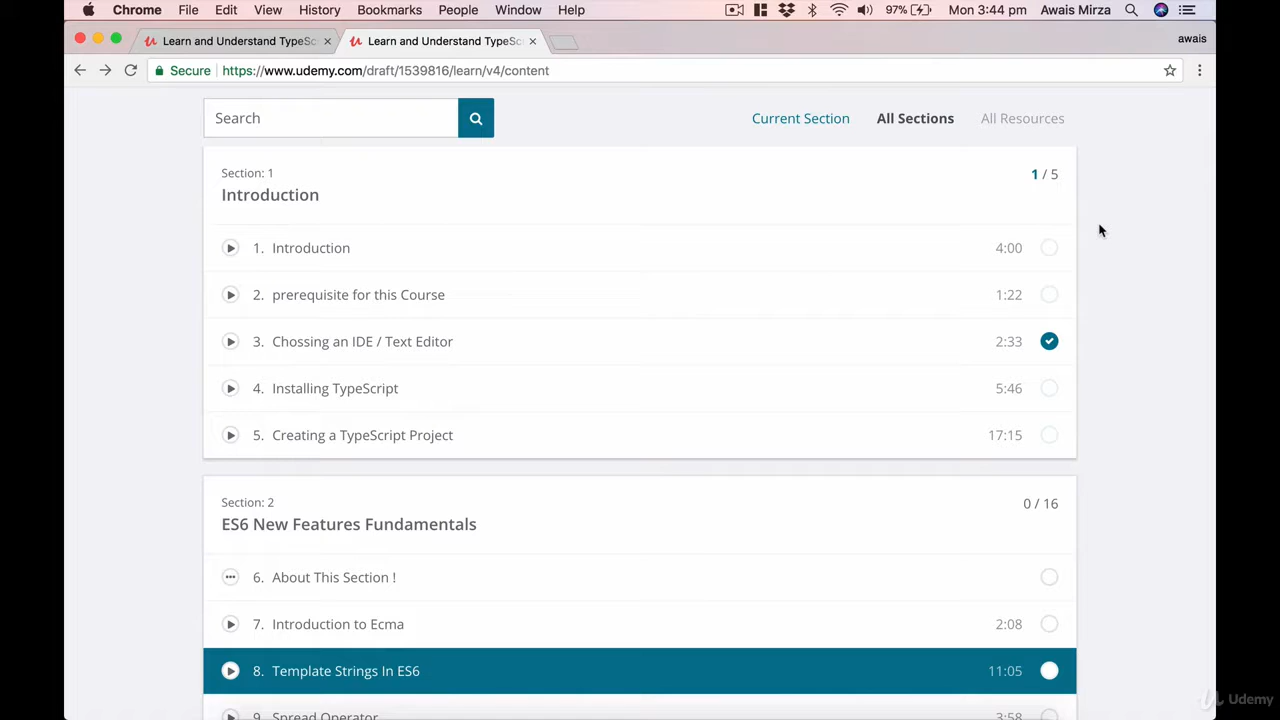 Chrome File Edit View History Bookmarks People Window Help 97% Mon 3:44 pm Awais Mirza
Learn and Understand TypeSc × Learn and Understand TypeSc × awais
Secure https://www.udemy.com/draft/1539816/learn/v4/content
Search Current Section All Sections All Resources
Section: 1 1 / 5
Introduction
1. Introduction 4:00
2. prerequisite for this Course 1:22
3. Chossing an IDE / Text Editor 2:33
4. Installing TypeScript 5:46
5. Creating a TypeScript Project 17:15
Section: 2 0 / 16
ES6 New Features Fundamentals
6. About This Section !
7. Introduction to Ecma 2:08
8. Template Strings In ES6 11:05
9. Spread Operator 3:58
Udemy